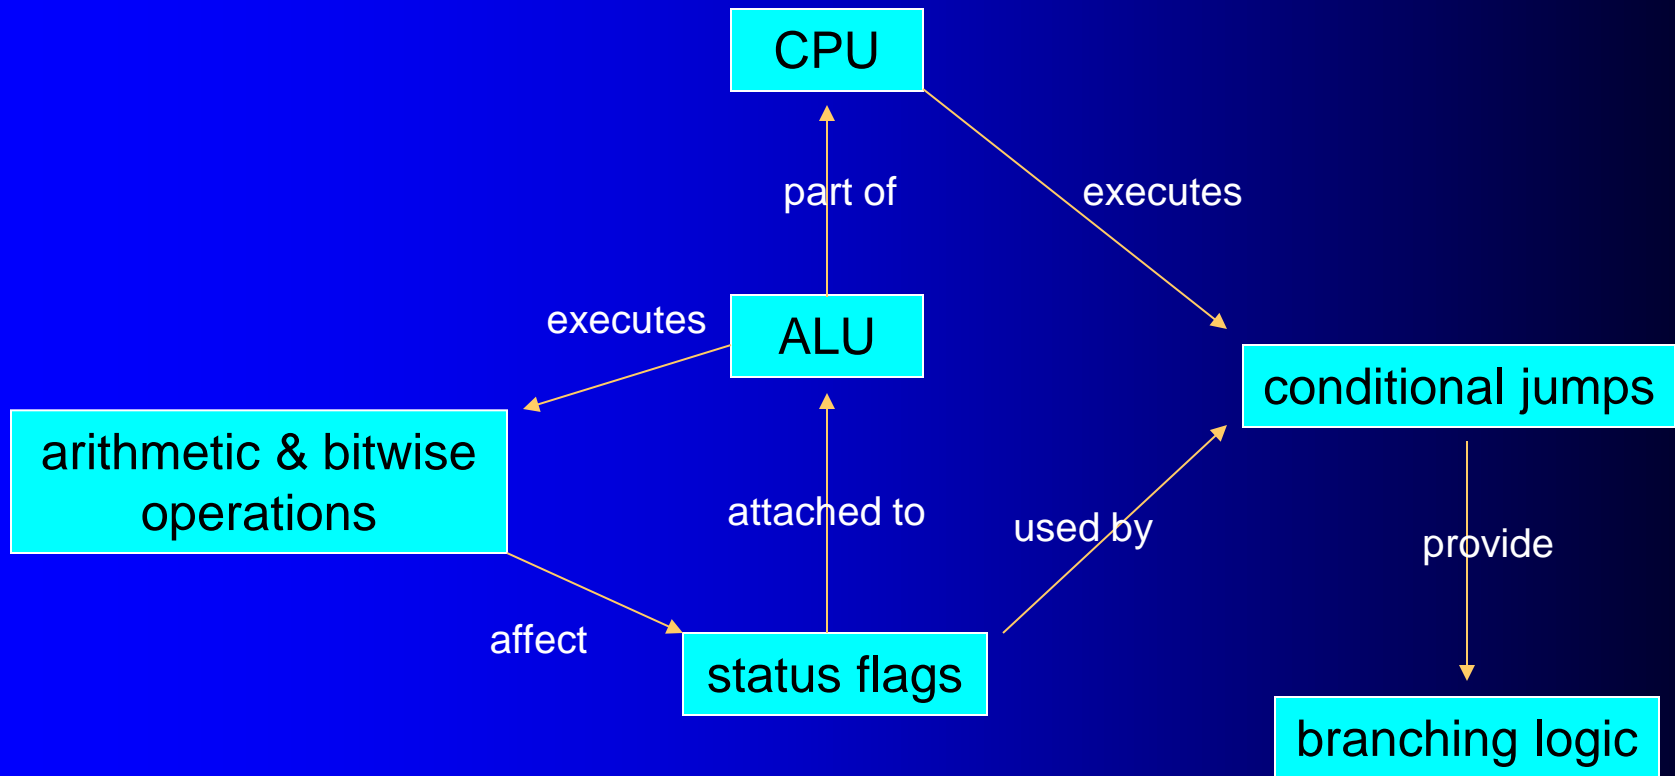 CPU
part of
executes
executes
ALU
conditional jumps
arithmetic & bitwise
operations
attached to
used by
provide
affect
status flags
branching logic